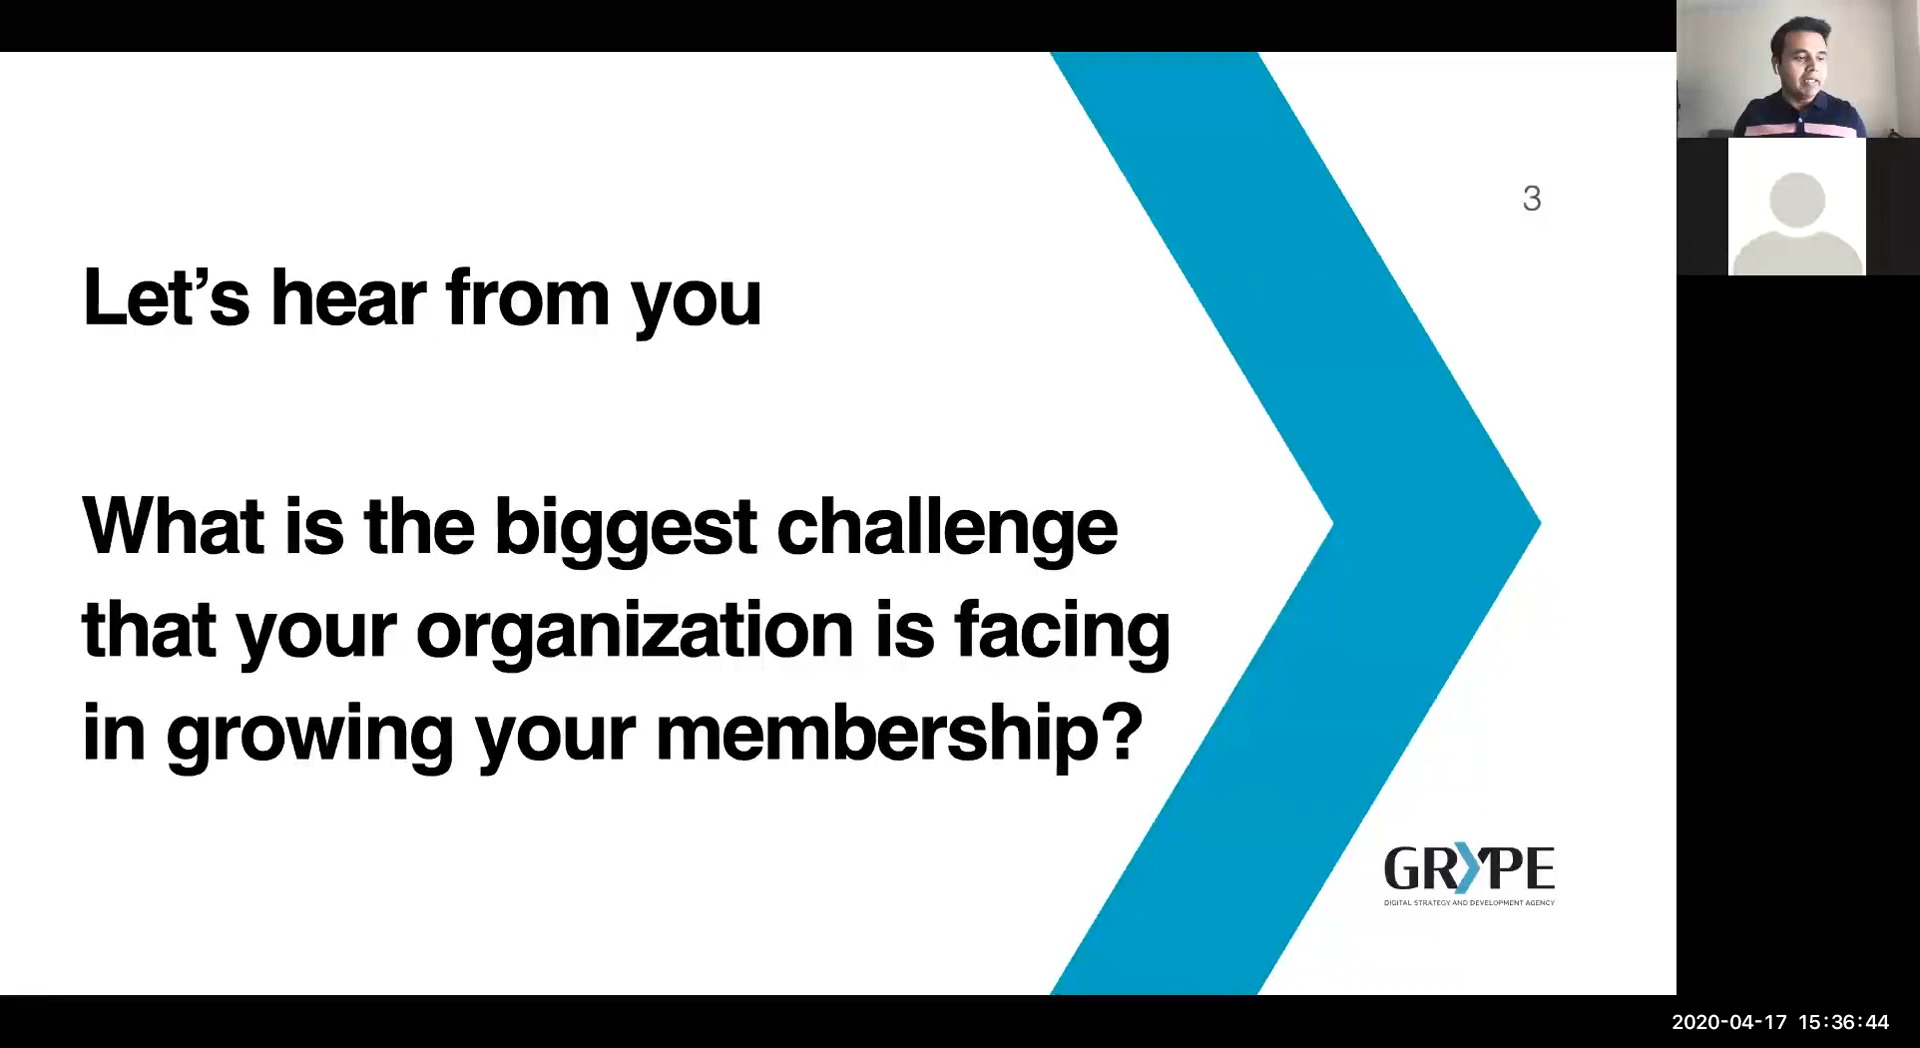 3
Let’s hear from you
What is the biggest challenge
that your organization is facing
in growing your membership?
GRYPE
DIGITAL STRATEGY AND DEVELOPMENT AGENCY
2020-04-17 15:36:44